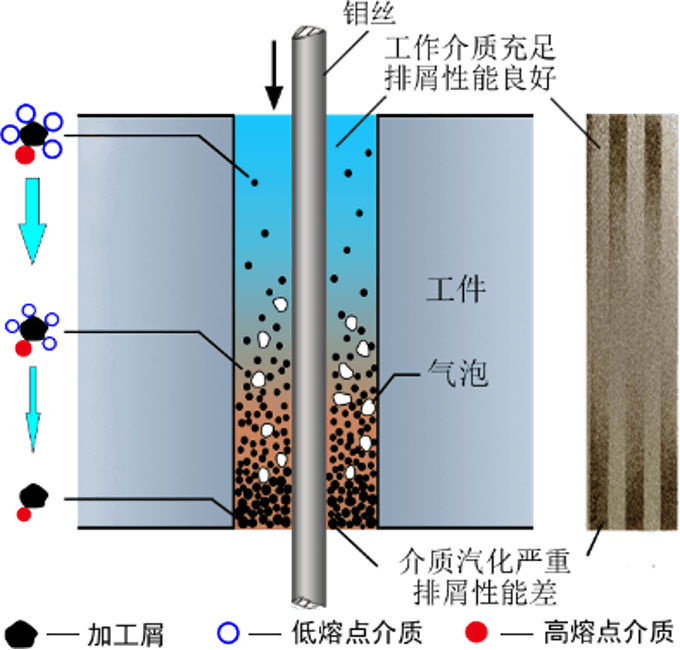 钼丝
工作介质充足
排屑性能良好
工件
气泡
介质汽化严重
排屑性能差
加工屑
低熔点介质
高熔点介质